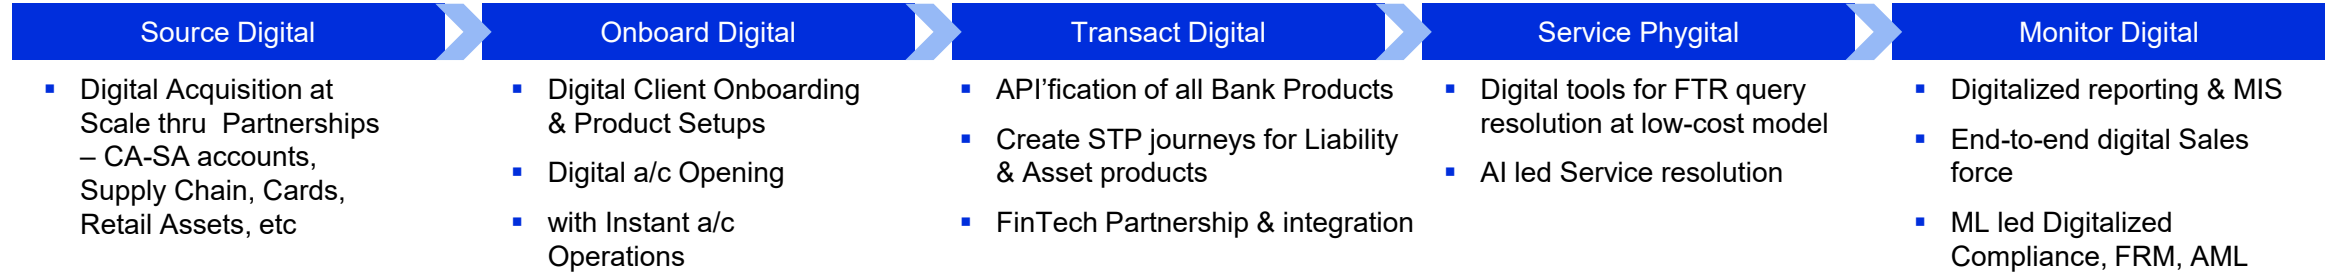 Source Digital
Digital Acquisition at
Scale thru  Partnerships
– CA-SA accounts,
Supply Chain, Cards,
Retail Assets, etc
Onboard Digital
Digital Client Onboarding
& Product Setups
Digital a/c Opening
with Instant a/c
Operations
Transact Digital
API’fication of all Bank Products
Create STP journeys for Liability
& Asset products
FinTech Partnership & integration
Service Phygital
Digital tools for FTR query
resolution at low-cost model
AI led Service resolution
Monitor Digital
Digitalized reporting & MIS
End-to-end digital Sales
force
ML led Digitalized
Compliance, FRM, AML